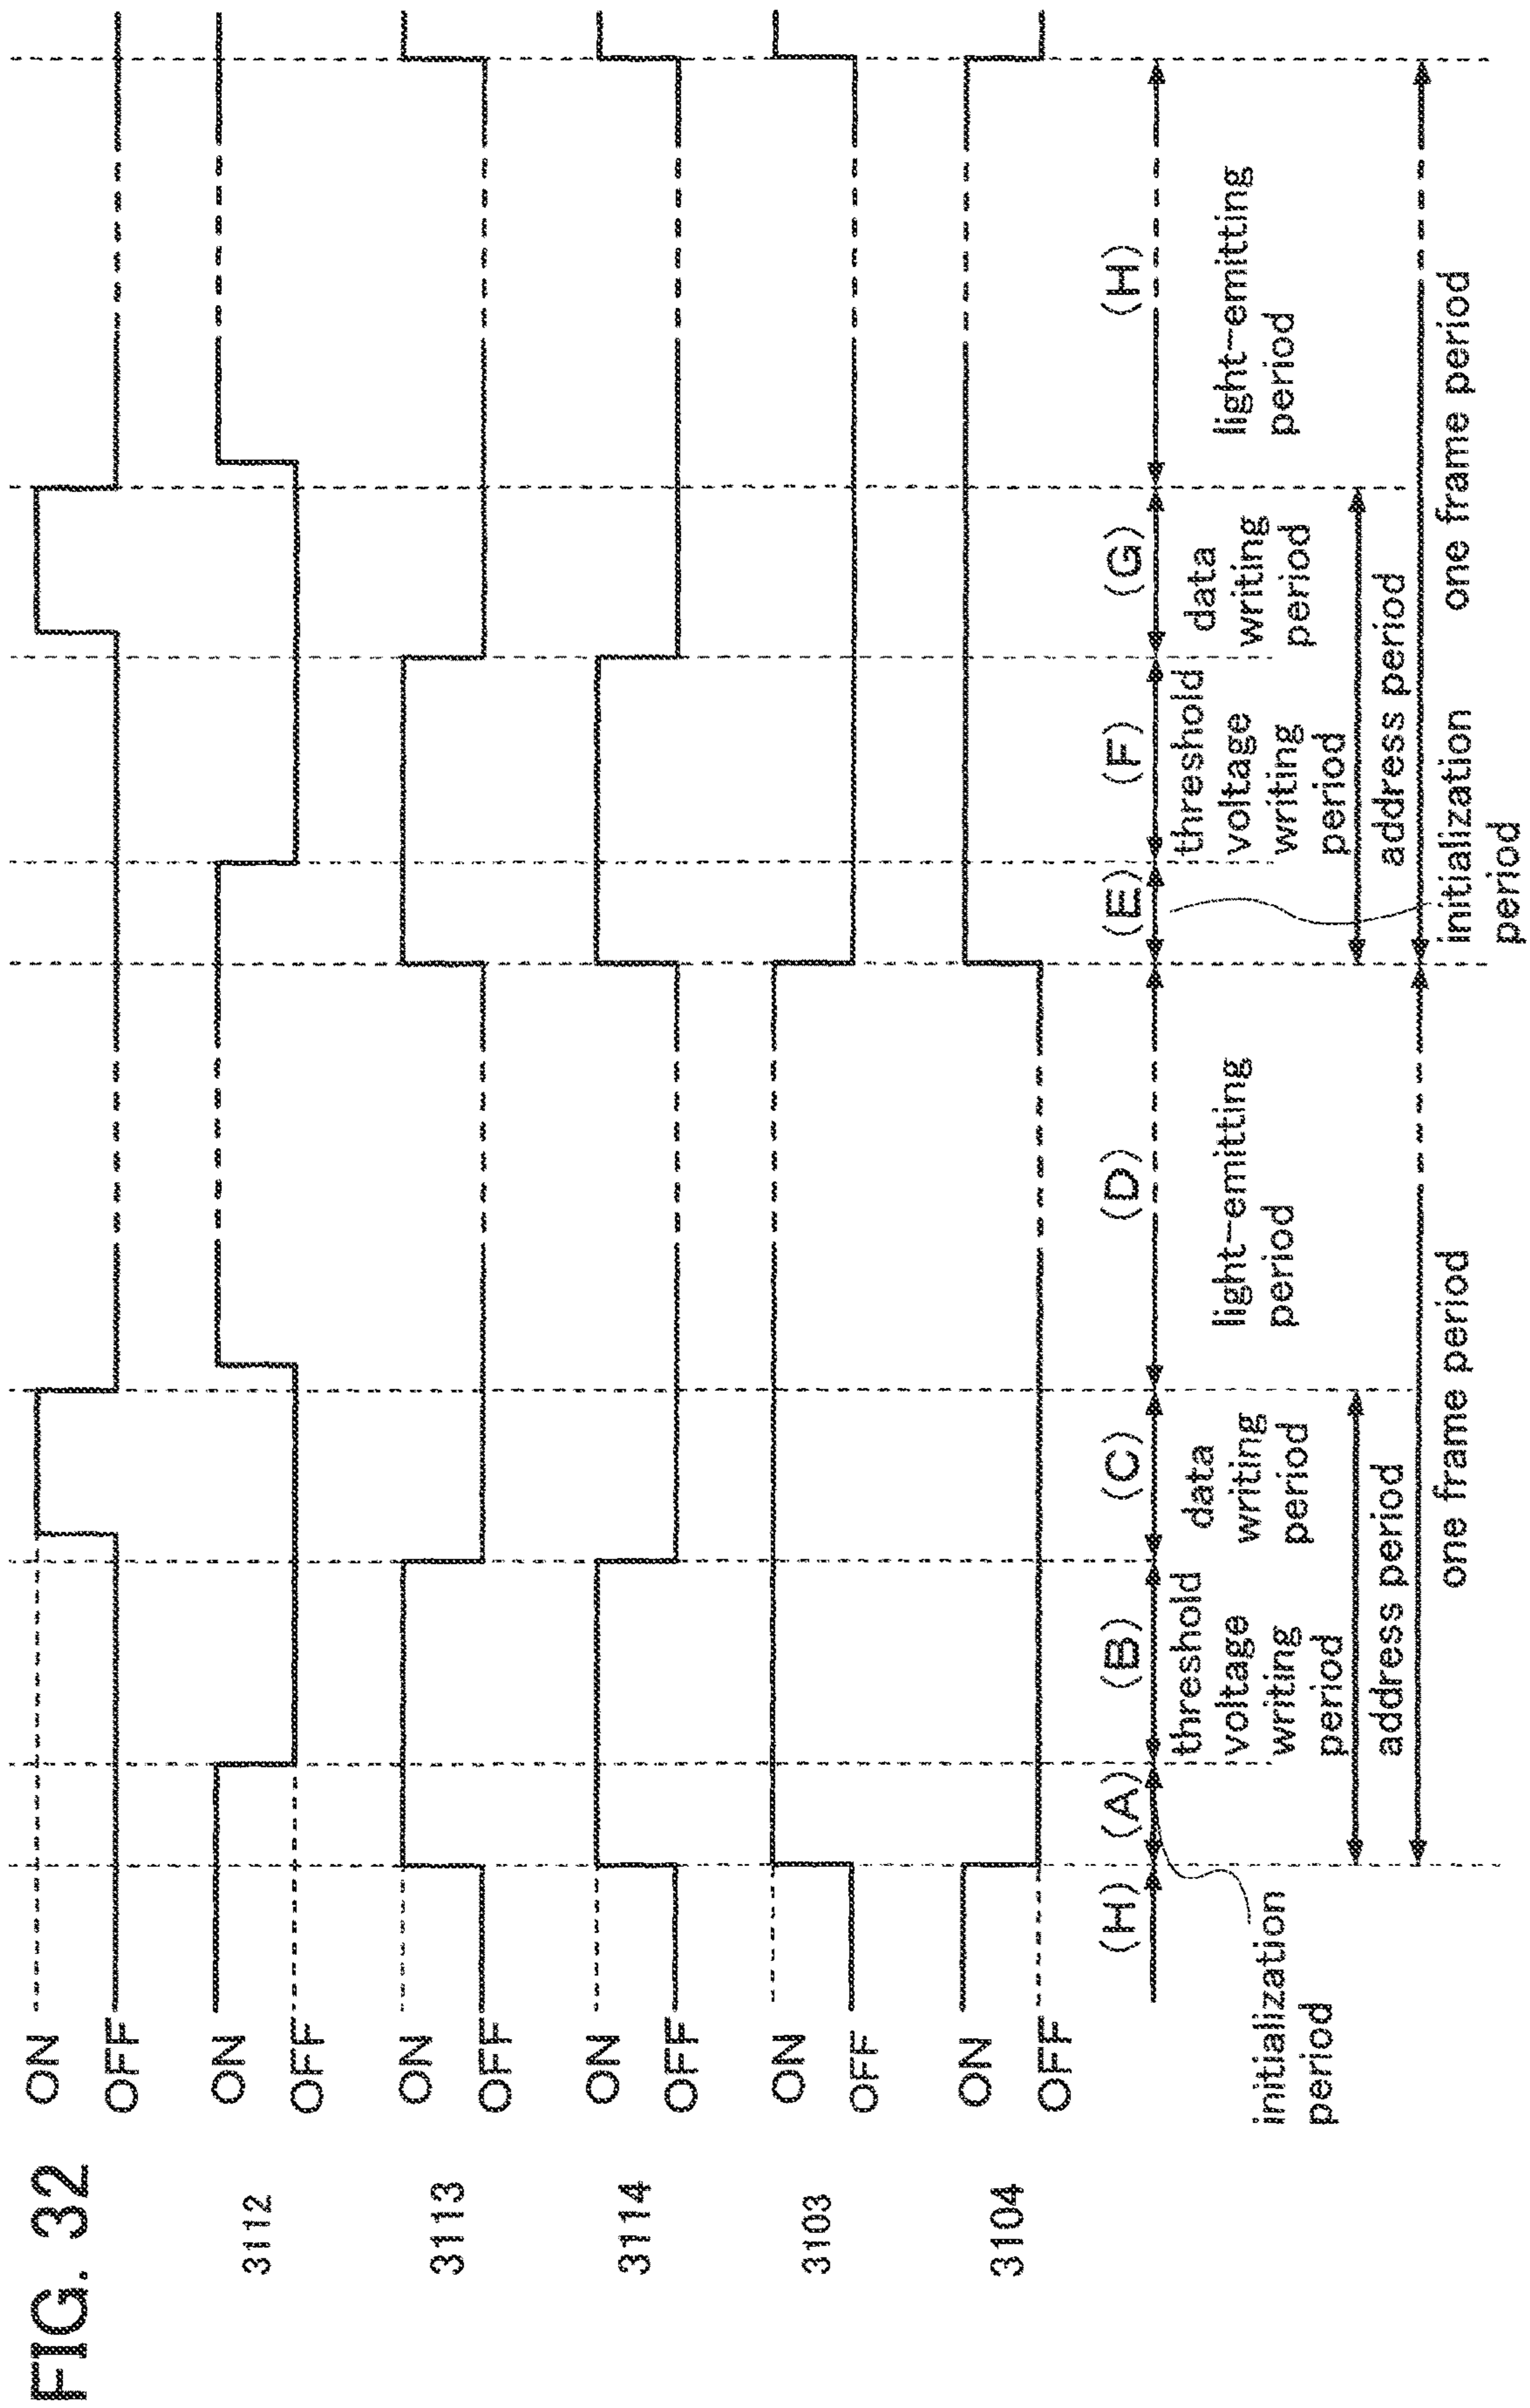 FIG. 32
ON
OFF
3112
ON
OFF
3113
ON
OFF
3114
ON
OFF
3103
ON
OFF
3104
ON
OFF
(H)
(A)
(B)
(C)
(D)
(E)
(F)
(G)
(H)
initialization
period
threshold
voltage
writing
period
data
writing
period
light-emitting
period
threshold
voltage
writing
period
data
writing
period
light-emitting
period
address period
address period
one frame period
initialization
period
one frame period